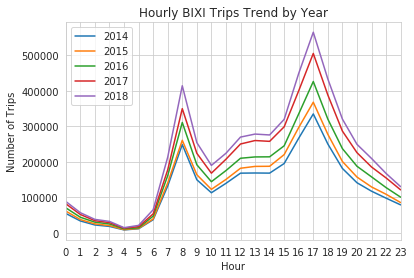 Hourly BIXI Trips Trend by Year
2014
2015
2016
2017
2018
Number of Trips
500000
400000
300000
200000
100000
0
0 1 2 3 4 5 6 7 8 9 10 11 12 13 14 15 16 17 18 19 20 21 22 23
Hour